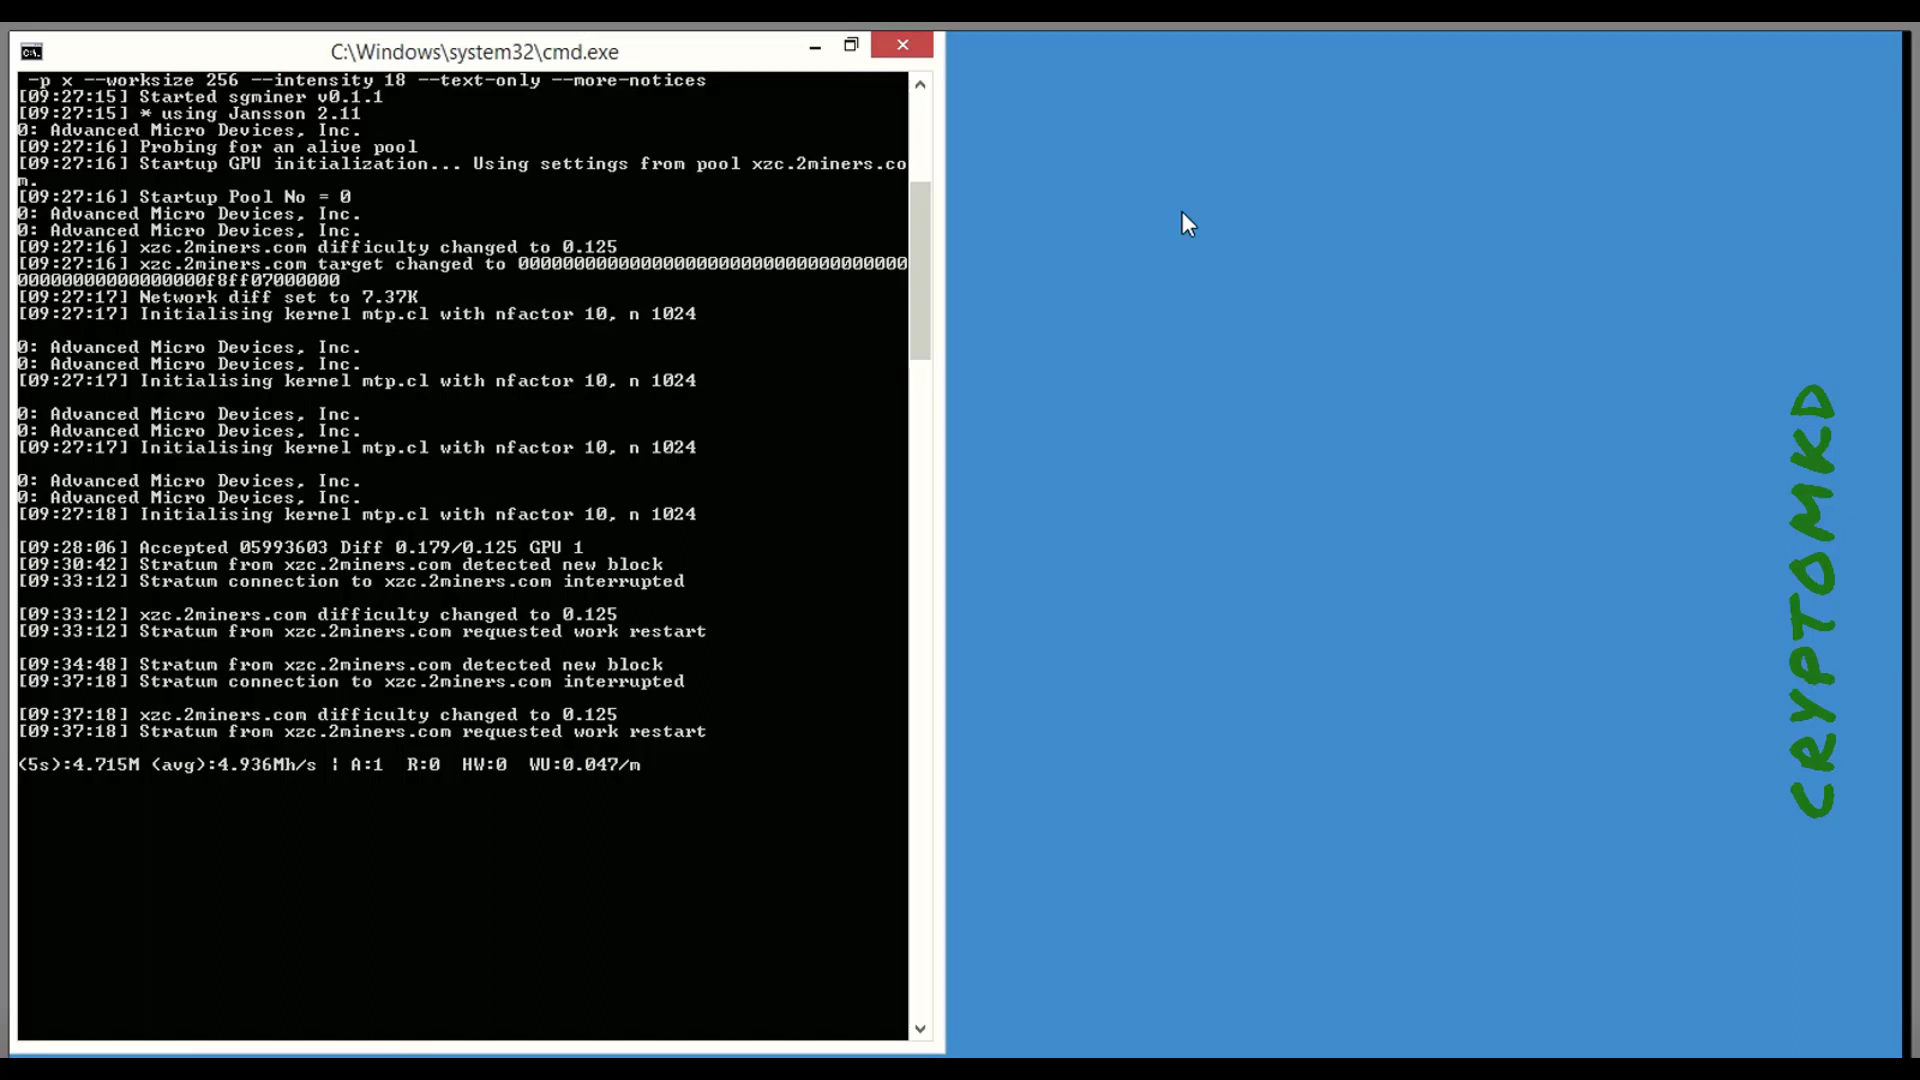 C:\Windows\system32\cmd.exe
-p x --worksize 256 --intensity 18 --text-only --more-notices
[09:27:15] Started sgminer v0.1.1
[09:27:15] * using Jansson 2.11
0: Advanced Micro Devices, Inc.
[09:27:16] Probing for an alive pool
[09:27:16] Startup GPU initialization... Using settings from pool xzc.2miners.co
m.
[09:27:16] Startup Pool No = 0
0: Advanced Micro Devices, Inc.
0: Advanced Micro Devices, Inc.
[09:27:16] xzc.2miners.com difficulty changed to 0.125
[09:27:16] xzc.2miners.com target changed to 00000000000000000000000000000000000
00000000000000000f8ff07000000
[09:27:17] Network diff set to 7.37K
[09:27:17] Initialising kernel mtp.cl with nfactor 10, n 1024
0: Advanced Micro Devices, Inc.
0: Advanced Micro Devices, Inc.
[09:27:17] Initialising kernel mtp.cl with nfactor 10, n 1024
0: Advanced Micro Devices, Inc.
0: Advanced Micro Devices, Inc.
[09:27:17] Initialising kernel mtp.cl with nfactor 10, n 1024
0: Advanced Micro Devices, Inc.
0: Advanced Micro Devices, Inc.
[09:27:18] Initialising kernel mtp.cl with nfactor 10, n 1024
[09:28:06] Accepted 05993603 Diff 0.179/0.125 GPU 1
[09:30:42] Stratum from xzc.2miners.com detected new block
[09:33:12] Stratum connection to xzc.2miners.com interrupted
[09:33:12] xzc.2miners.com difficulty changed to 0.125
[09:33:12] Stratum from xzc.2miners.com requested work restart
[09:34:48] Stratum from xzc.2miners.com detected new block
[09:37:18] Stratum connection to xzc.2miners.com interrupted
[09:37:18] xzc.2miners.com difficulty changed to 0.125
[09:37:18] Stratum from xzc.2miners.com requested work restart
(5s):4.715M (avg):4.936Mh/s | A:1 R:0 HW:0 WU:0.047/m
CRYPTOMKD